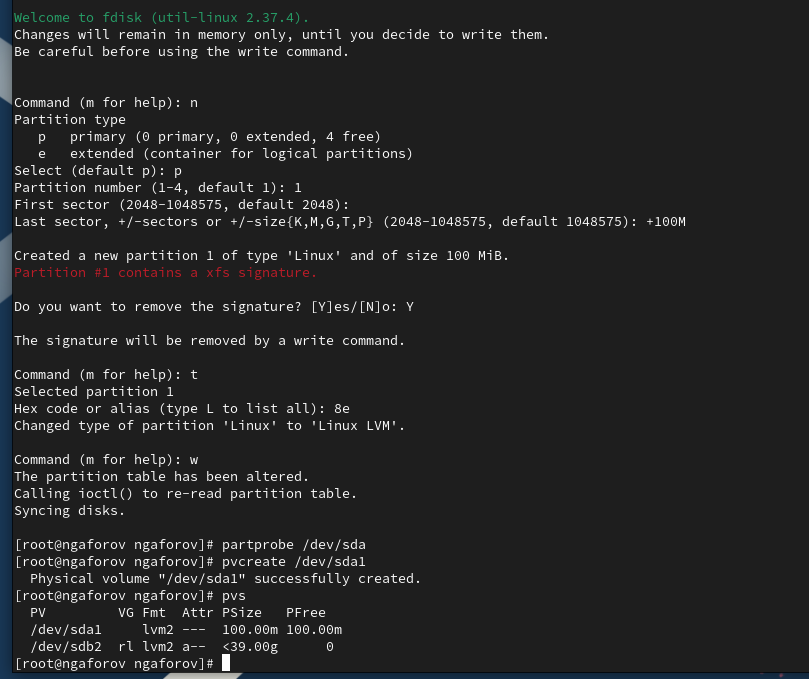 Welcome to fdisk (util-linux 2.37.4).
Changes will remain in memory only, until you decide to write them.
Be careful before using the write command.
Command (m for help): n
Partition type
   p   primary (0 primary, 0 extended, 4 free)
   e   extended (container for logical partitions)
Select (default p): p
Partition number (1-4, default 1): 1
First sector (2048-1048575, default 2048):
Last sector, +/-sectors or +/-size{K,M,G,T,P} (2048-1048575, default 1048575): +100M
Created a new partition 1 of type 'Linux' and of size 100 MiB.
Partition #1 contains a xfs signature.
Do you want to remove the signature? [Y]es/[N]o: Y
The signature will be removed by a write command.
Command (m for help): t
Selected partition 1
Hex code or alias (type L to list all): 8e
Changed type of partition 'Linux' to 'Linux LVM'.
Command (m for help): w
The partition table has been altered.
Calling ioctl() to re-read partition table.
Syncing disks.
[root@ngaforov ngaforov]# partprobe /dev/sda
[root@ngaforov ngaforov]# pvcreate /dev/sda1
  Physical volume "/dev/sda1" successfully created.
[root@ngaforov ngaforov]# pvs
  PV         VG Fmt  Attr PSize   PFree
  /dev/sda1     lvm2 ---  100.00m 100.00m
  /dev/sdb2  rl lvm2 a--  <39.00g      0
[root@ngaforov ngaforov]#